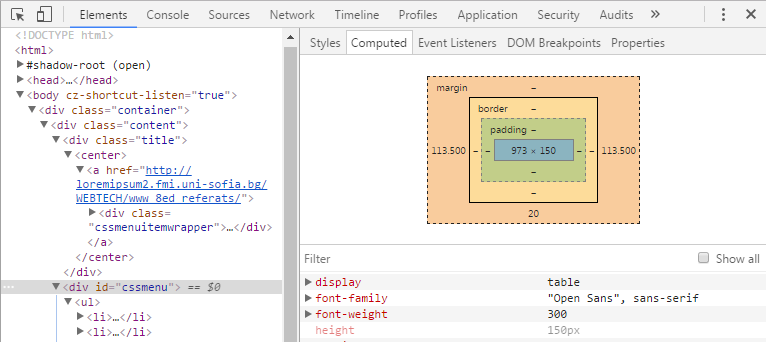 Elements Console Sources Network Timeline Profiles Application Security Audits »
<!DOCTYPE html>
<html>
▶#shadow-root (open)
▶<head>…</head>
▼<body cz-shortcut-listen="true">
▼<div class="container">
▼<div class="content">
▼<div class="title">
▼<center>
▼<a href="http://
loremipsum2.fmi.uni-sofia.bg/
WEBTECH/www_8ed_referats/">
▶<div class=
"cssmenuitemwrapper">…</div>
</a>
</center>
</div>
… ▼<div id="cssmenu"> == $0
▼<ul>
▶<li>…</li>
▶<li>…</li>
Styles Computed Event Listeners DOM Breakpoints Properties
margin –
border –
padding –
113.500 – – 973 × 150 – – 113.500
–
–
20
Filter Show all
▶ display table
▶ font-family "Open Sans", sans-serif
▶ font-weight 300
height 150px